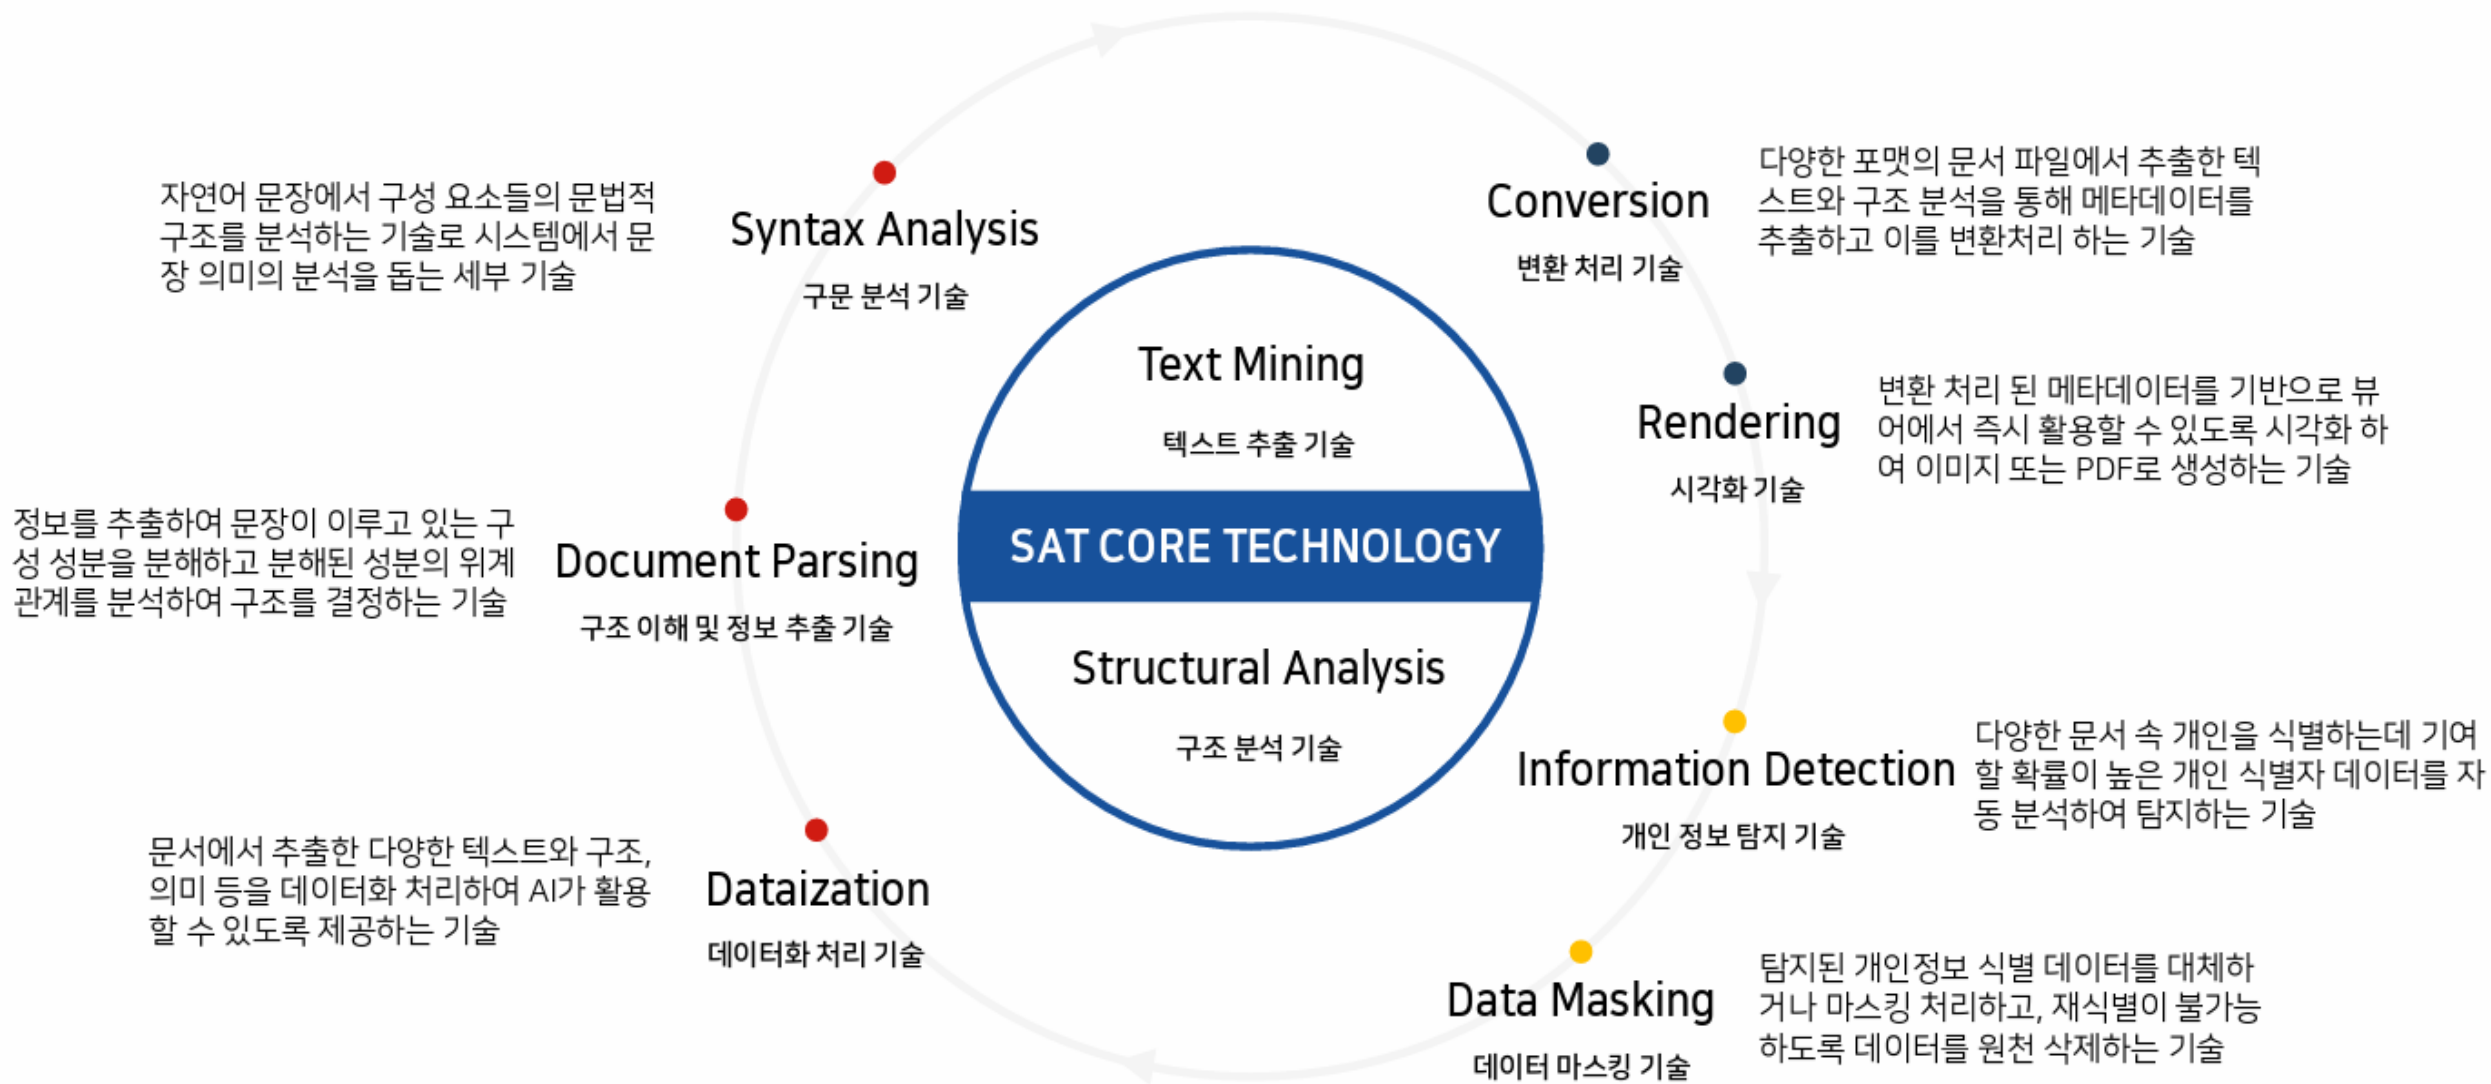 자연어 문장에서 구성 요소들의 문법적
구조를 분석하는 기술로 시스템에서 문
장 의미의 분석을 돕는 세부 기술
Syntax Analysis
구문 분석 기술
정보를 추출하여 문장이 이루고 있는 구
성 성분을 분해하고 분해된 성분의 위계
관계를 분석하여 구조를 결정하는 기술
Document Parsing
구조 이해 및 정보 추출 기술
문서에서 추출한 다양한 텍스트와 구조,
의미 등을 데이터화 처리하여 AI가 활용
할 수 있도록 제공하는 기술
Dataization
데이터화 처리 기술
Text Mining
텍스트 추출 기술
SAT CORE TECHNOLOGY
Structural Analysis
구조 분석 기술
Conversion
변환 처리 기술
다양한 포맷의 문서 파일에서 추출한 텍
스트와 구조 분석을 통해 메타데이터를
추출하고 이를 변환처리 하는 기술
Rendering
시각화 기술
변환 처리 된 메타데이터를 기반으로 뷰
어에서 즉시 활용할 수 있도록 시각화 하
여 이미지 또는 PDF로 생성하는 기술
Information Detection
개인 정보 탐지 기술
다양한 문서 속 개인을 식별하는데 기여
할 확률이 높은 개인 식별자 데이터를 자
동 분석하여 탐지하는 기술
Data Masking
데이터 마스킹 기술
탐지된 개인정보 식별 데이터를 대체하
거나 마스킹 처리하고, 재식별이 불가능
하도록 데이터를 원천 삭제하는 기술